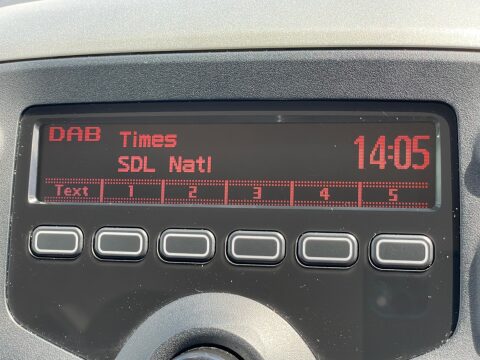 DAB Times 14:05
SDL Natl
Text 1 2 3 4 5